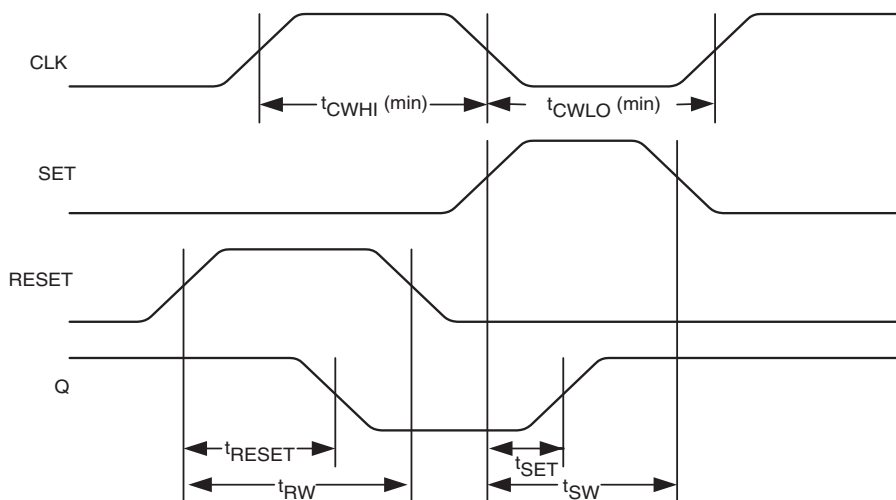 CLK
tCWHI (min)
tCWLO (min)
SET
RESET
Q
tRESET
tSET
tRW
tSW